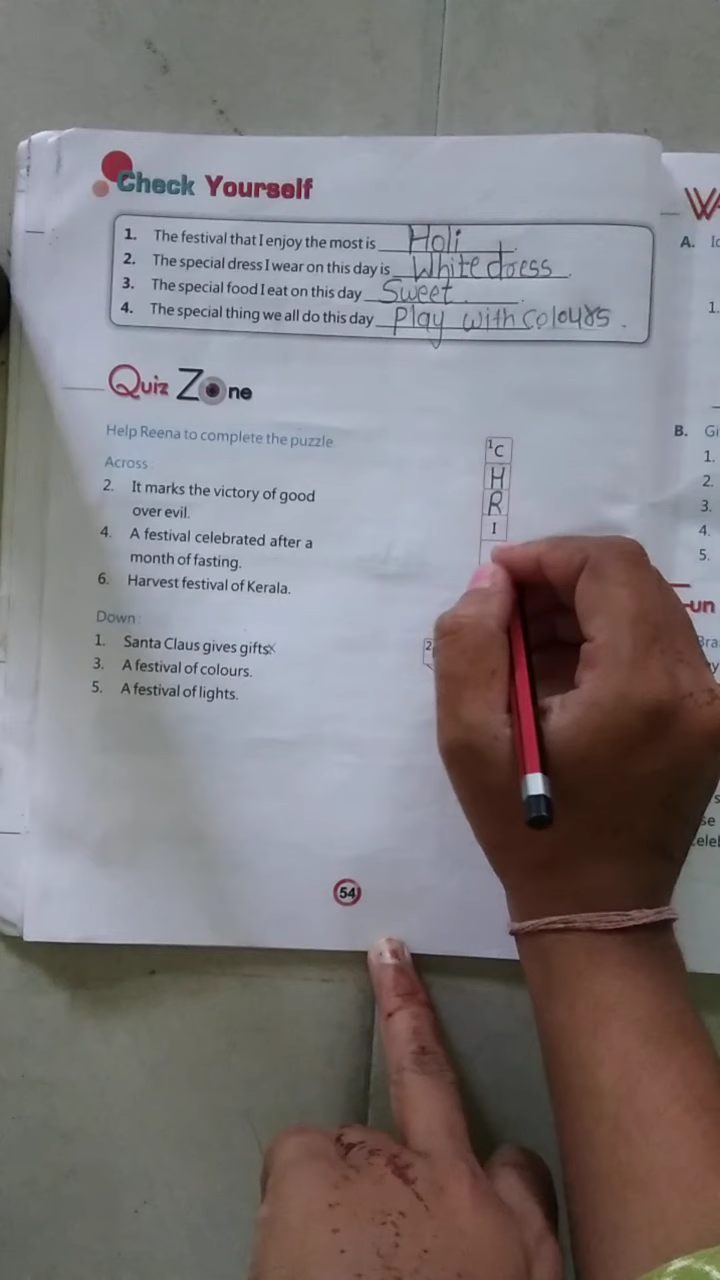 Check Yourself
1. The festival that I enjoy the most is Holi.
2. The special dress I wear on this day is White dress.
3. The special food I eat on this day Sweet.
4. The special thing we all do this day Play with colours.
Quiz Zone
Help Reena to complete the puzzle
Across:
2. It marks the victory of good
over evil.
4. A festival celebrated after a
month of fasting.
6. Harvest festival of Kerala.
Down:
1. Santa Claus gives gifts
3. A festival of colours.
5. A festival of lights.
1C
H
R
I
2
54
A.
1.
B. Gi
1.
2.
3.
4.
5.